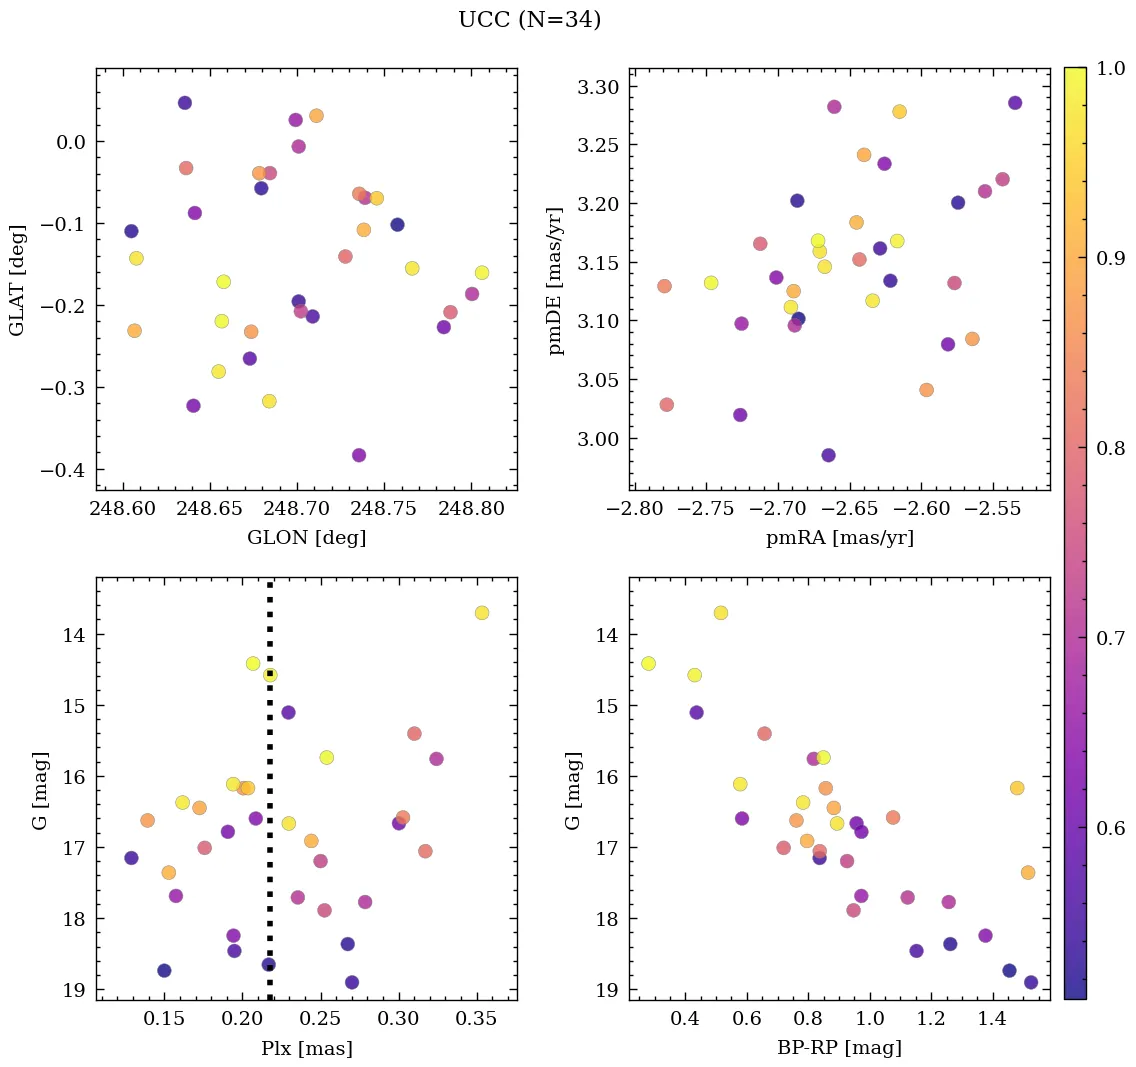 UCC (N=34)
0.0
−0.1
−0.2
−0.3
−0.4
GLAT [deg]
248.60 248.65 248.70 248.75 248.80
GLON [deg]
3.30
3.25
3.20
3.15
3.10
3.05
3.00
pmDE [mas/yr]
−2.80 −2.75 −2.70 −2.65 −2.60 −2.55
pmRA [mas/yr]
1.0
0.9
0.8
0.7
0.6
14
15
16
17
18
19
G [mag]
0.15 0.20 0.25 0.30 0.35
Plx [mas]
14
15
16
17
18
19
G [mag]
0.4 0.6 0.8 1.0 1.2 1.4
BP-RP [mag]